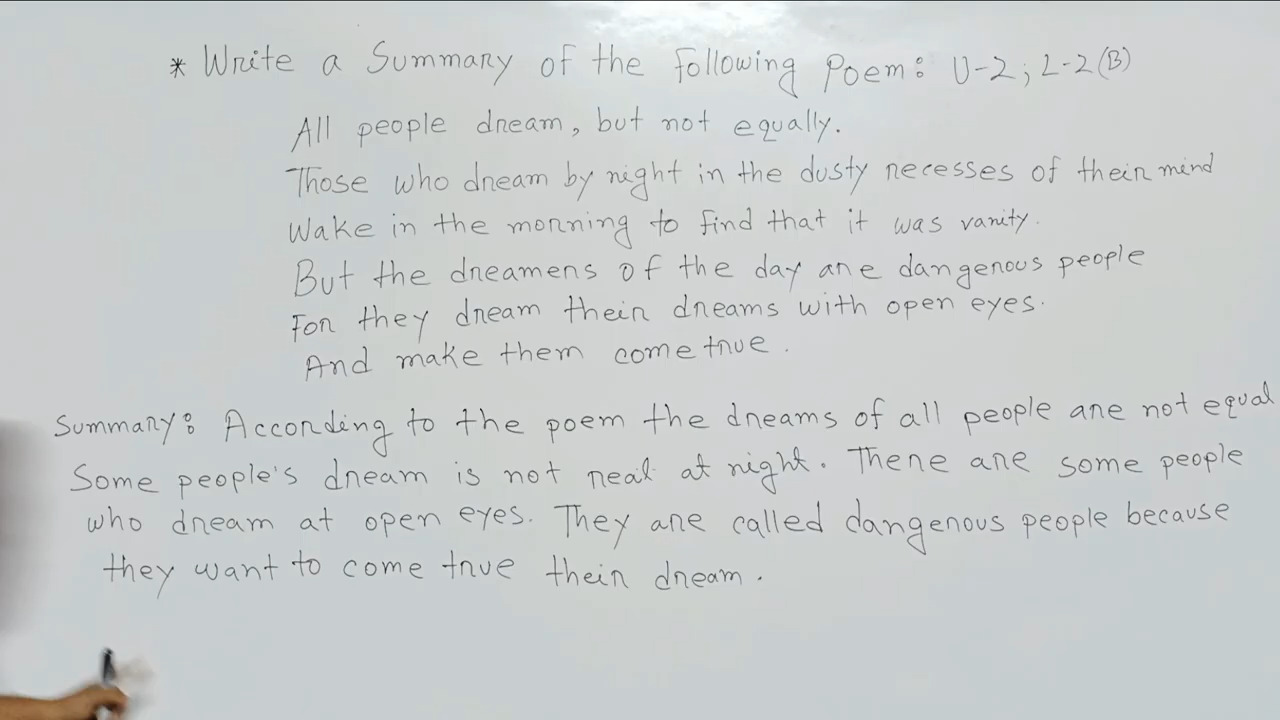 * Write a Summary of the following Poem: U-2; L-2(B)
All people dream, but not equally.
Those who dream by night in the dusty recesses of their mind
Wake in the morning to find that it was vanity.
But the dreamers of the day are dangerous people
For they dream their dreams with open eyes.
And make them come true.
Summary: According to the poem the dreams of all people are not equal
Some people's dream is not real at night. There are some people
who dream at open eyes. They are called dangerous people because
they want to come true their dream.